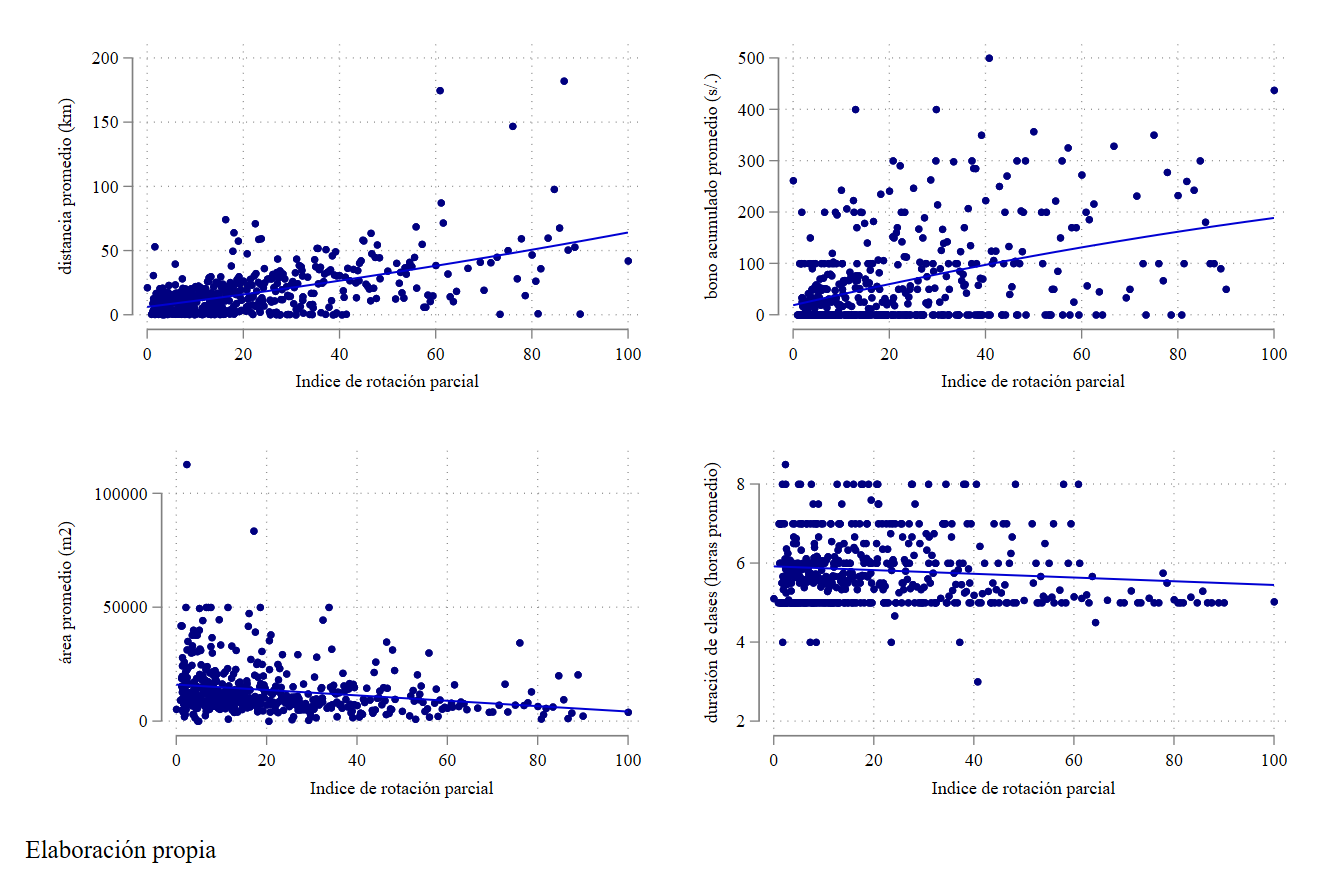 distancia promedio (km)
200
150
100
50
0
0 20 40 60 80 100
Indice de rotación parcial
bono acumulado promedio (s/.)
500
400
300
200
100
0
0 20 40 60 80 100
Indice de rotación parcial
área promedio (m2)
100000
50000
0
0 20 40 60 80 100
Indice de rotación parcial
duración de clases (horas promedio)
8
6
4
2
0 20 40 60 80 100
Indice de rotación parcial
Elaboración propia